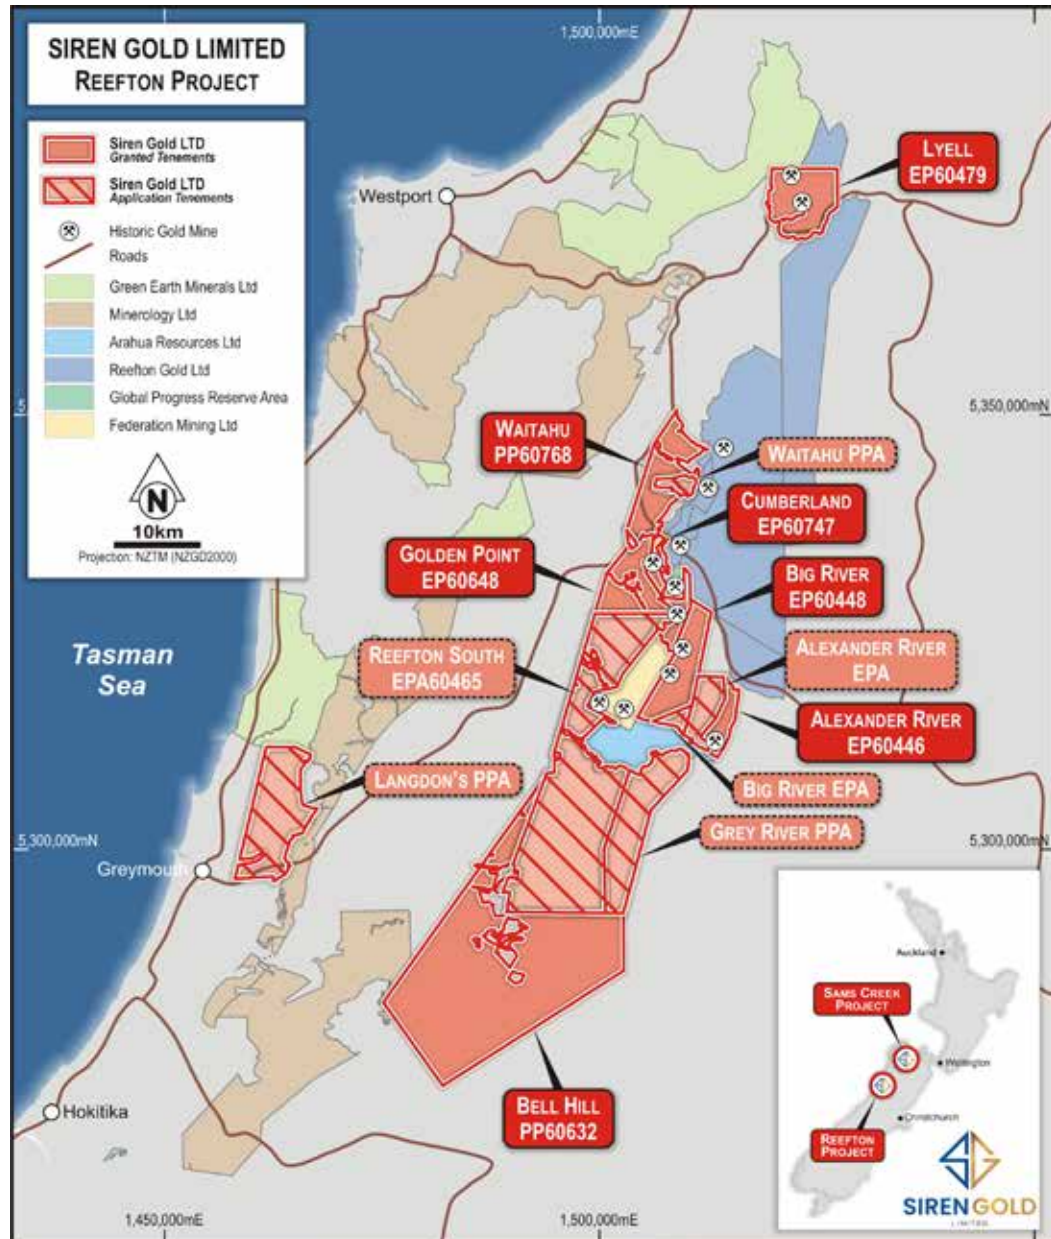 SIREN GOLD LIMITED
REEFTON PROJECT
Siren Gold LTD
Granted Tenements
Siren Gold LTD
Application Tenements
Historic Gold Mine
Roads
Green Earth Minerals Ltd
Minerology Ltd
Arahua Resources Ltd
Reefton Gold Ltd
Global Progress Reserve Area
Federation Mining Ltd
N
10km
Projection: NZTM (NZGD2000)
1,500,000mE
LYELL
EP60479
Westport
5
5,350,000mN
WAITAHU
PP60768
WAITAHU PPA
CUMBERLAND
EP60747
GOLDEN POINT
EP60648
BIG RIVER
EP60448
Tasman
Sea
REEFTON SOUTH
EPA60465
ALEXANDER RIVER
EPA
ALEXANDER RIVER
EP60446
LANGDON'S PPA
BIG RIVER EPA
GREY RIVER PPA
5,300,000mN
5,300,000mN
Greymouth
Auckland
SAMS CREEK
PROJECT
Wellington
Christchurch
REEFTON
PROJECT
Hokitika
BELL HILL
PP60632
SIREN GOLD
LIMITED
1,450,000mE
1,500,000mE